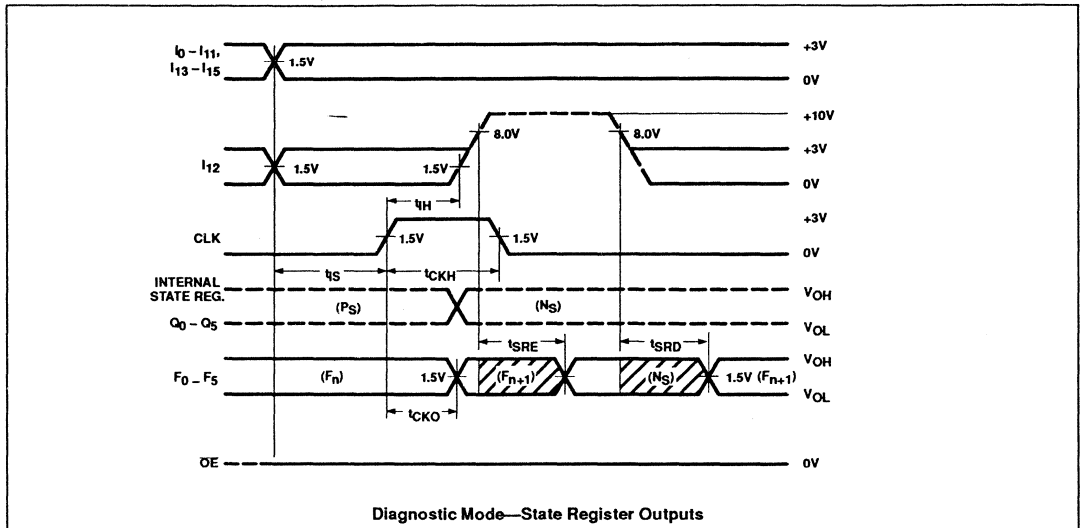 I0 – I11,
I13 – I15
1.5V
+3V
0V
+10V
8.0V
8.0V
+3V
I12
1.5V
1.5V
0V
tIH
+3V
CLK
1.5V
1.5V
0V
tIS
tCKH
INTERNAL
STATE REG.
VOH
(PS)
(NS)
Q0 – Q5
VOL
tSRE
tSRD
VOH
F0 – F5
(Fn)
1.5V
(Fn+1)
(NS)
1.5V (Fn+1)
VOL
tCKO
OE
0V
Diagnostic Mode—State Register Outputs